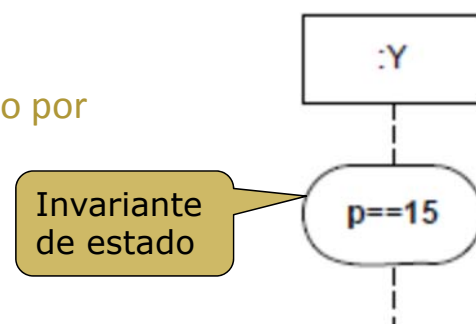 :Y
o por
Invariante
de estado
p==15